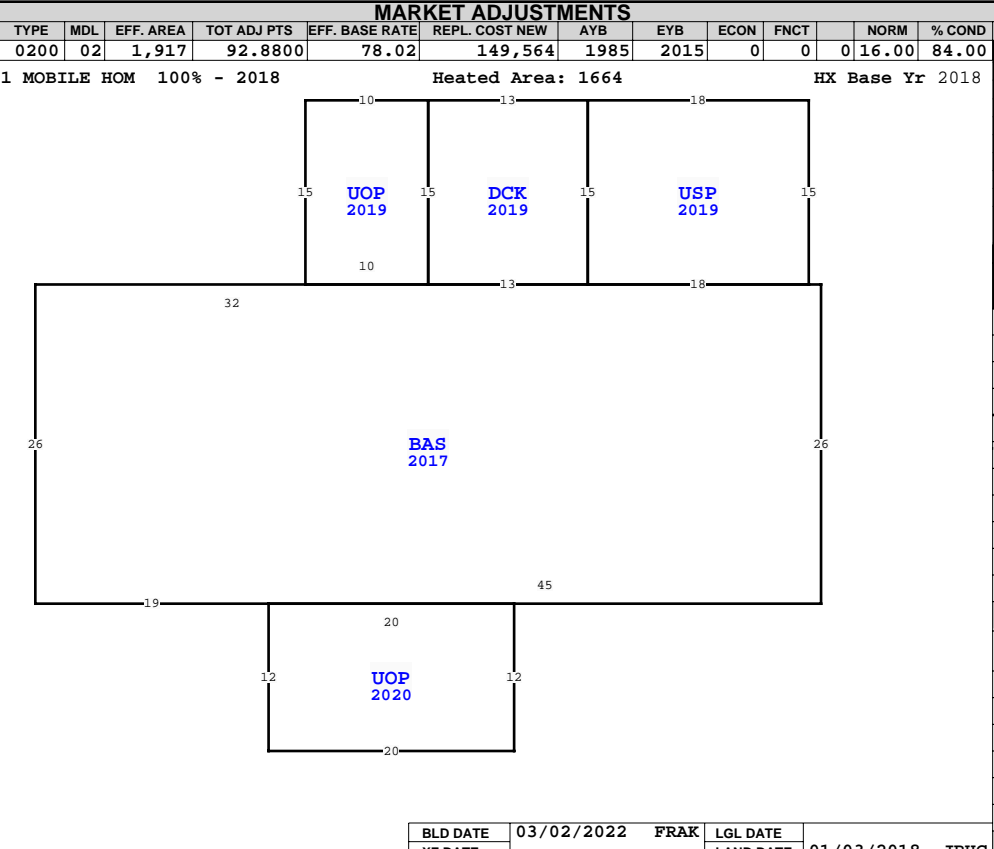 MARKET ADJUSTMENTS
TYPE MDL EFF. AREA TOT ADJ PTS EFF. BASE RATE REPL. COST NEW AYB EYB ECON FNCT NORM % COND
0200 02 1,917 92.8800 78.02 149,564 1985 2015 0 0 0 16.00 84.00
1 MOBILE HOM 100% - 2018 Heated Area: 1664 HX Base Yr 2018
10 13 18
15 UOP 15 DCK 15 USP 15
2019 2019 2019
10
13 18
32
26 BAS 26
2017
45
19
20
12 UOP 12
2020
20
BLD DATE 03/02/2022 FRAK LGL DATE